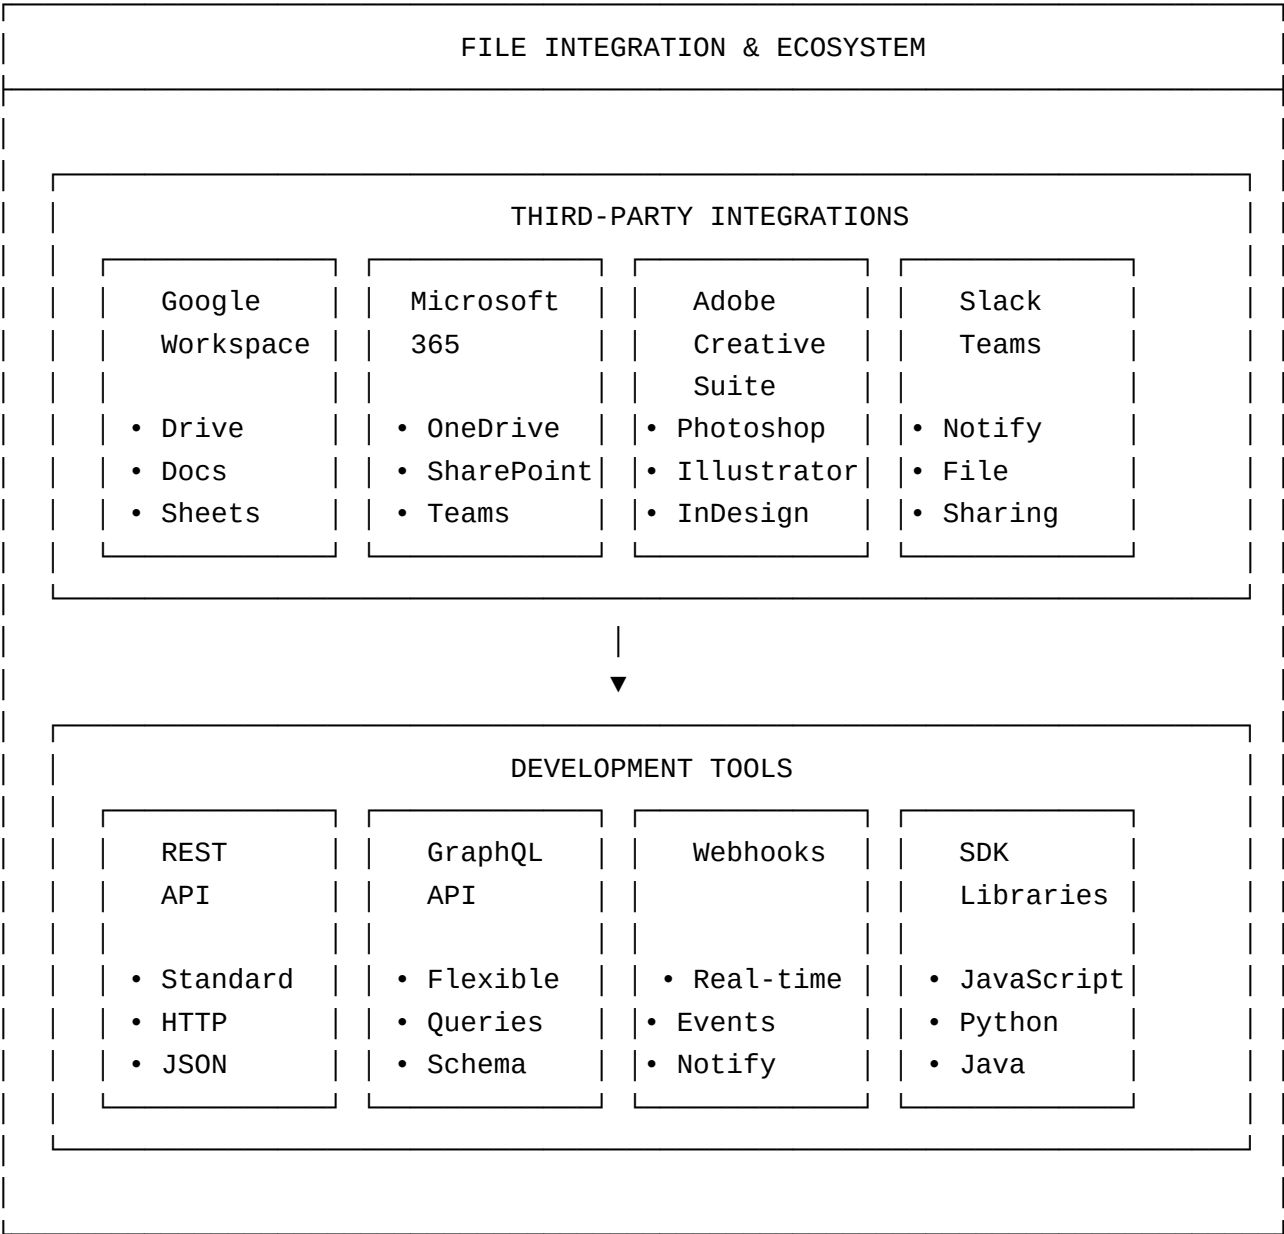 FILE INTEGRATION & ECOSYSTEM
THIRD-PARTY INTEGRATIONS
Google Microsoft Adobe Slack
Workspace 365 Creative Teams
Suite
• Drive • OneDrive • Photoshop • Notify
• Docs • SharePoint • Illustrator • File
• Sheets • Teams • InDesign • Sharing
▼
DEVELOPMENT TOOLS
REST GraphQL Webhooks SDK
API API Libraries
• Standard • Flexible • Real-time • JavaScript
• HTTP • Queries • Events • Python
• JSON • Schema • Notify • Java